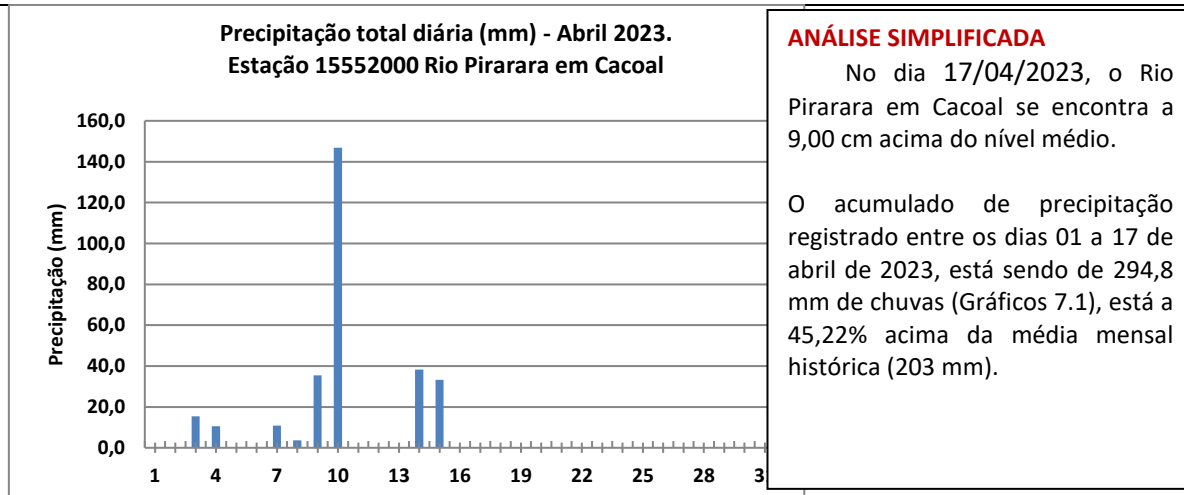 Precipitação total diária (mm) - Abril 2023.
Estação 15552000 Rio Pirarara em Cacoal
Precipitação (mm)
160,0
140,0
120,0
100,0
80,0
60,0
40,0
20,0
0,0
1 4 7 10 13 16 19 22 25 28 3
ANÁLISE SIMPLIFICADA
No dia 17/04/2023, o Rio
Pirarara em Cacoal se encontra a
9,00 cm acima do nível médio.
O acumulado de precipitação
registrado entre os dias 01 a 17 de
abril de 2023, está sendo de 294,8
mm de chuvas (Gráficos 7.1), está a
45,22% acima da média mensal
histórica (203 mm).